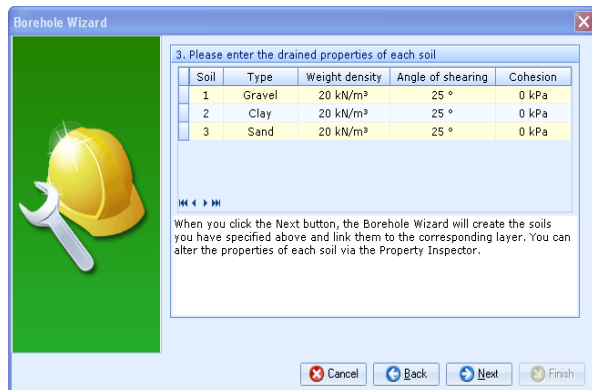 Borehole Wizard
3. Please enter the drained properties of each soil
Soil Type Weight density Angle of shearing Cohesion
1 Gravel 20 kN/m³ 25 ° 0 kPa
2 Clay 20 kN/m³ 25 ° 0 kPa
3 Sand 20 kN/m³ 25 ° 0 kPa
When you click the Next button, the Borehole Wizard will create the soils
you have specified above and link them to the corresponding layer. You can
alter the properties of each soil via the Property Inspector.
Cancel Back Next Finish